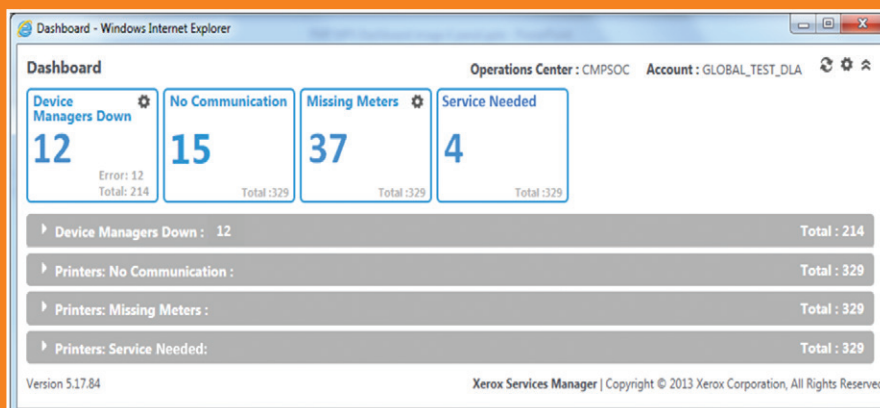 Dashboard - Windows Internet Explorer
Dashboard
Operations Center : CMPSOC Account : GLOBAL_TEST_DLA
Device Managers Down
12
Error: 12
Total: 214
No Communication
15
Total :329
Missing Meters
37
Total :329
Service Needed
4
Total :329
Device Managers Down : 12 Total : 214
Printers: No Communication : Total : 329
Printers: Missing Meters : Total : 329
Printers: Service Needed: Total : 329
Version 5.17.84
Xerox Services Manager | Copyright © 2013 Xerox Corporation, All Rights Reserved